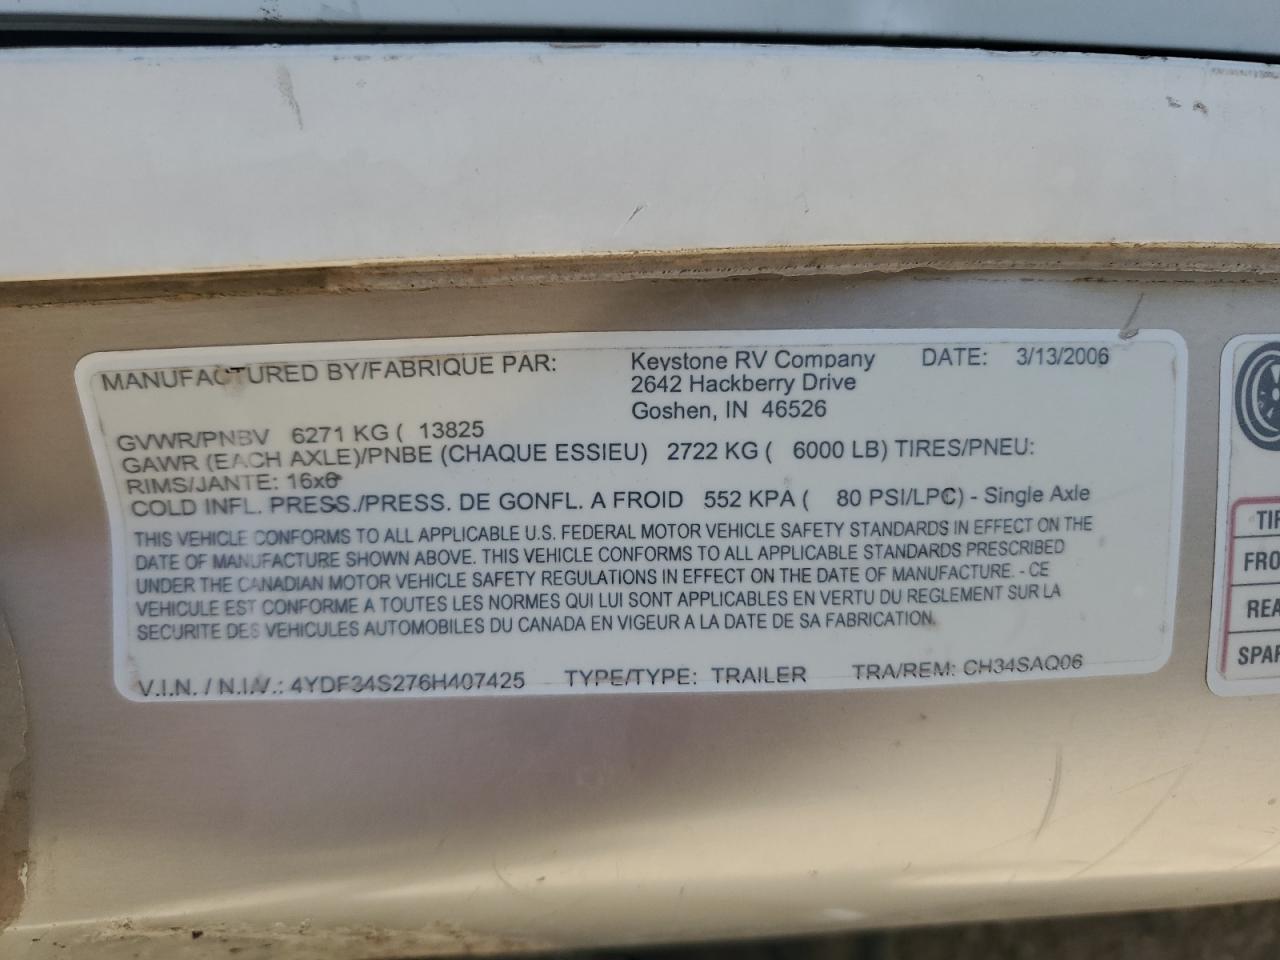 MANUFACTURED BY/FABRIQUE PAR: Keystone RV Company DATE: 3/13/2006
2642 Hackberry Drive
Goshen, IN 46526
GVWR/PNBV 6271 KG ( 13825
GAWR (EACH AXLE)/PNBE (CHAQUE ESSIEU) 2722 KG ( 6000 LB) TIRES/PNEU:
RIMS/JANTE: 16x6
COLD INFL. PRESS./PRESS. DE GONFL. A FROID 552 KPA ( 80 PSI/LPC) - Single Axle
THIS VEHICLE CONFORMS TO ALL APPLICABLE U.S. FEDERAL MOTOR VEHICLE SAFETY STANDARDS IN EFFECT ON THE
DATE OF MANUFACTURE SHOWN ABOVE. THIS VEHICLE CONFORMS TO ALL APPLICABLE STANDARDS PRESCRIBED
UNDER THE CANADIAN MOTOR VEHICLE SAFETY REGULATIONS IN EFFECT ON THE DATE OF MANUFACTURE. - CE
VEHICULE EST CONFORME A TOUTES LES NORMES QUI LUI SONT APPLICABLES EN VERTU DU REGLEMENT SUR LA
SECURITE DES VEHICULES AUTOMOBILES DU CANADA EN VIGEUR A LA DATE DE SA FABRICATION.
V.I.N. / N.I.V.: 4YDF34S276H407425 TYPE/TYPE: TRAILER TRA/REM: CH34SAQ06
TIR
FRO
REA
SPAR